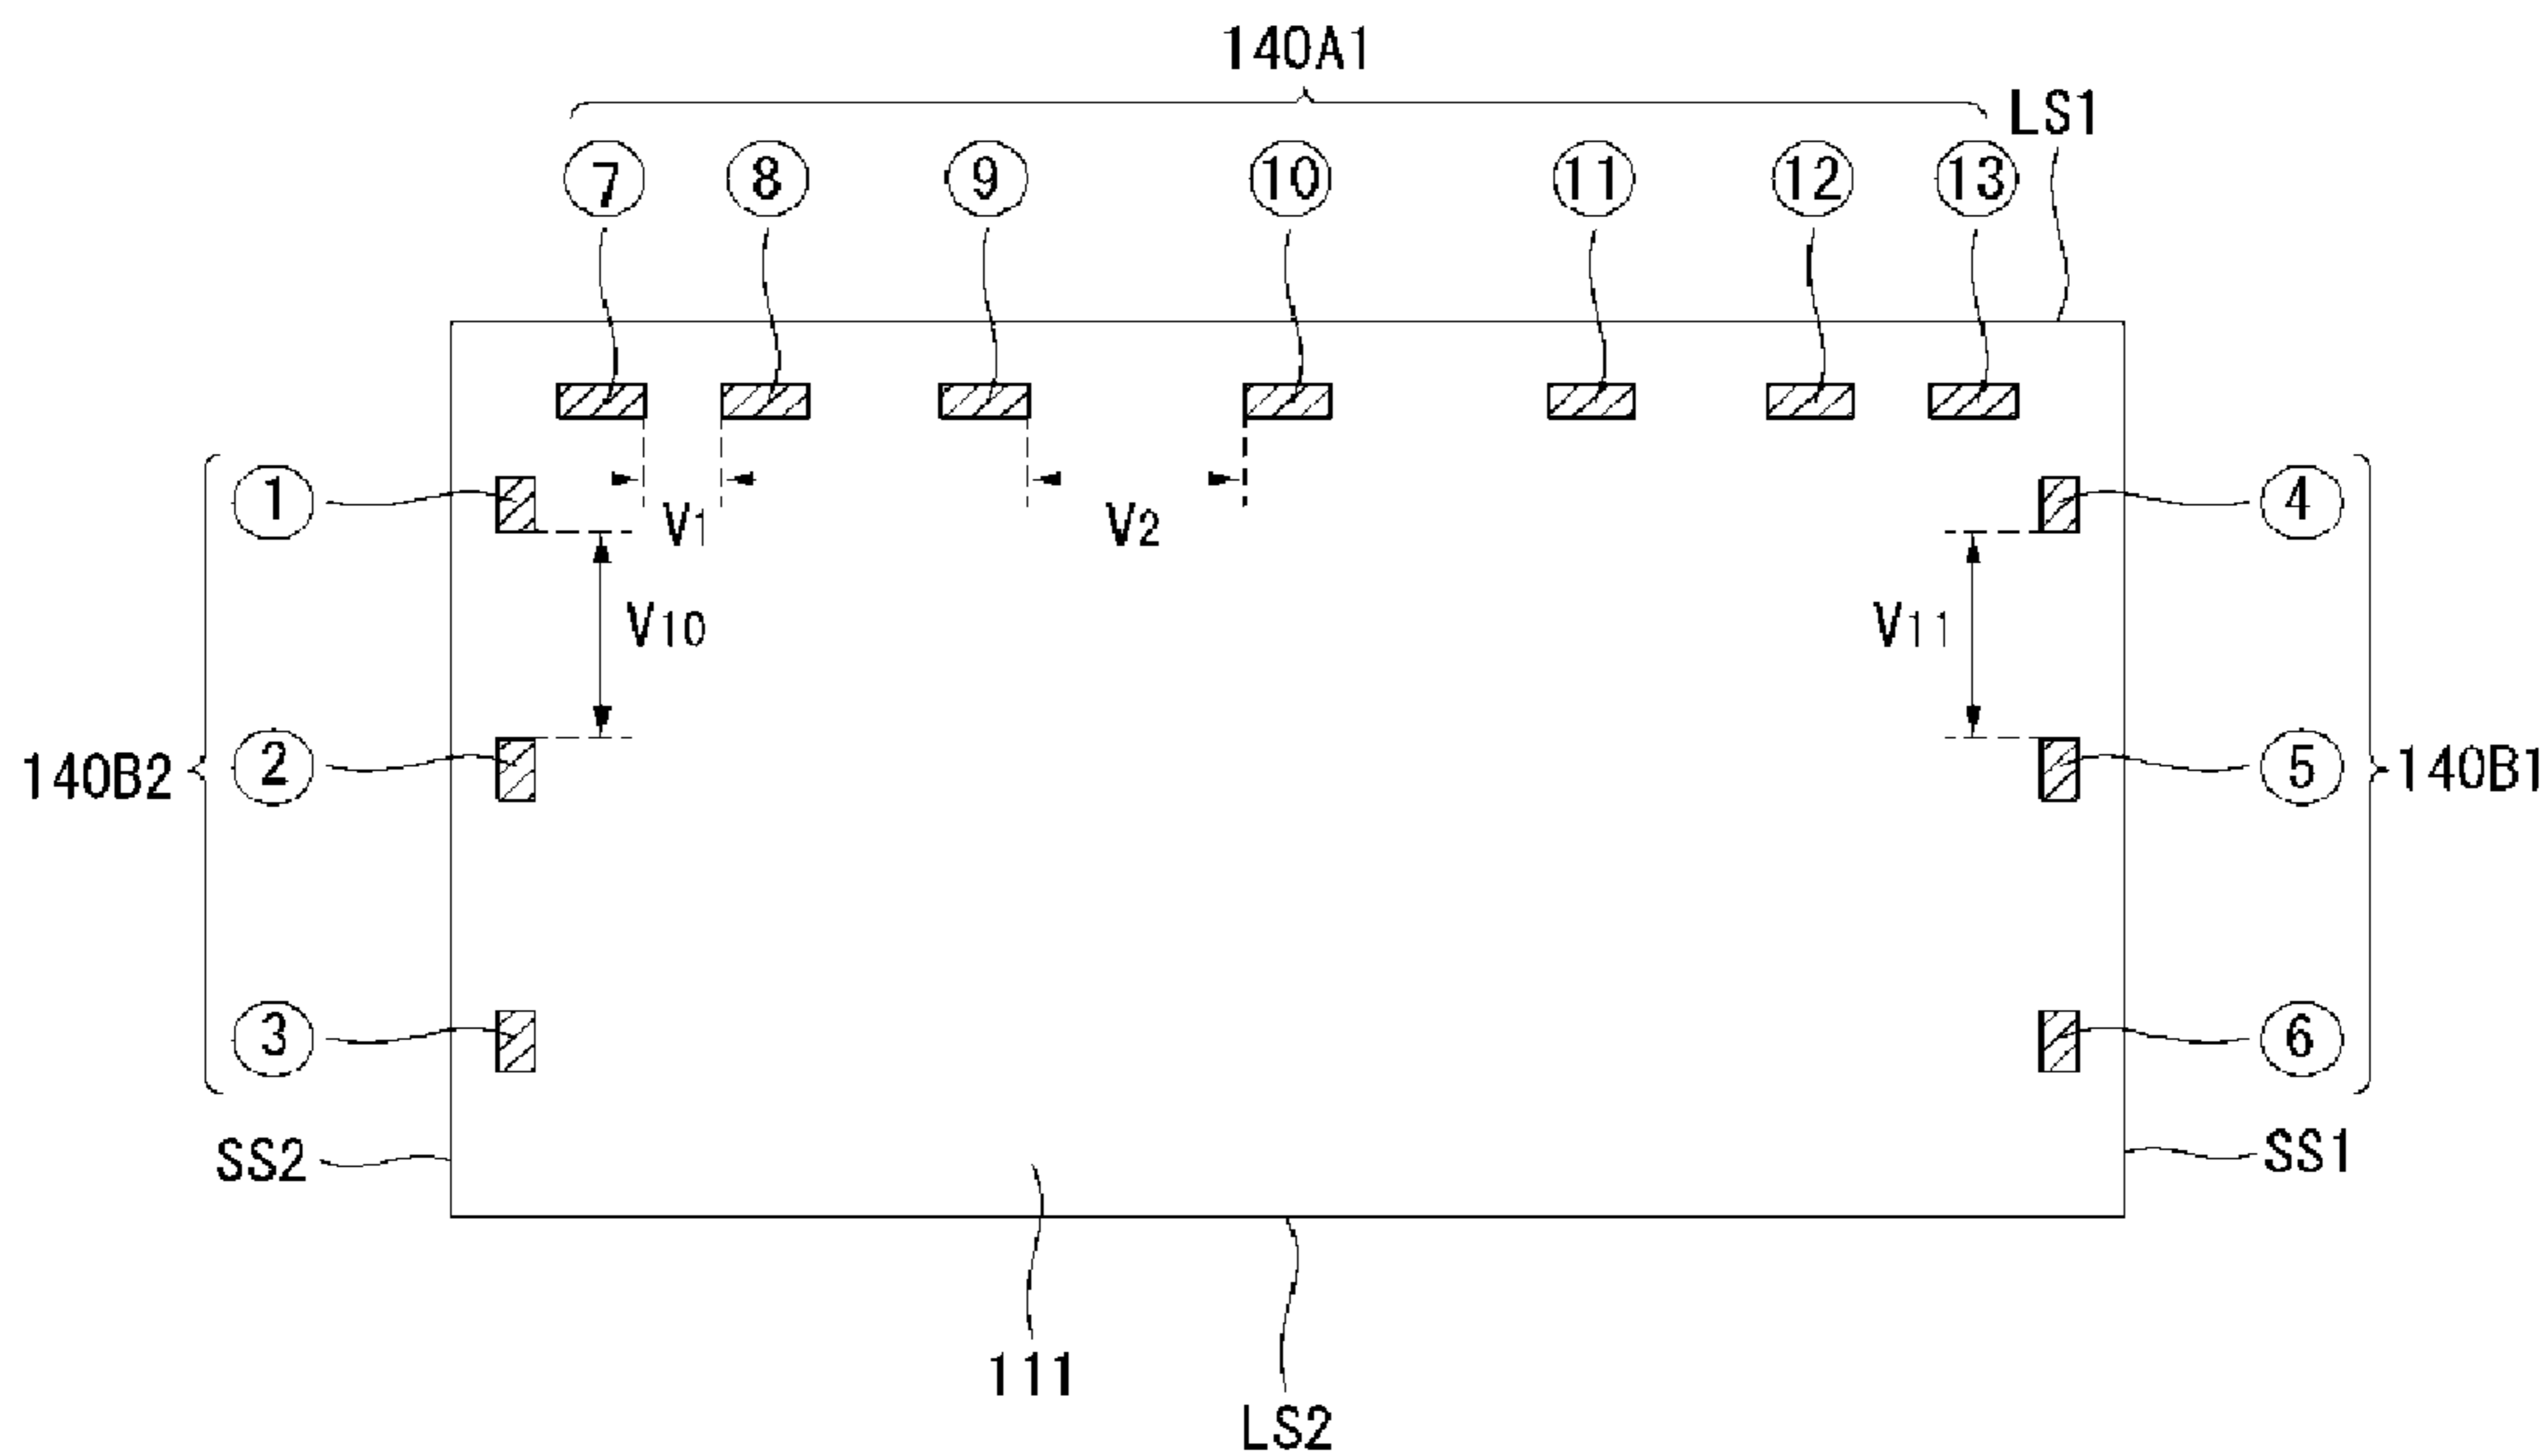 140A1
LS1
⑦ ⑧ ⑨ ⑩ ⑪ ⑫ ⑬
① V1 V2 ④
V10 V11
140B2 ② ⑤ 140B1
③ ⑥
SS2 SS1
111
LS2